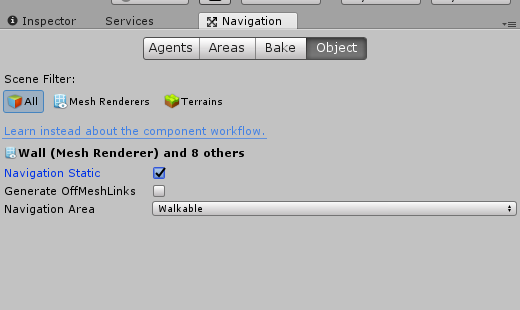 Inspector Services Navigation
Agents Areas Bake Object
Scene Filter:
All Mesh Renderers Terrains
Learn instead about the component workflow.
Wall (Mesh Renderer) and 8 others
Navigation Static
Generate OffMeshLinks
Navigation Area Walkable